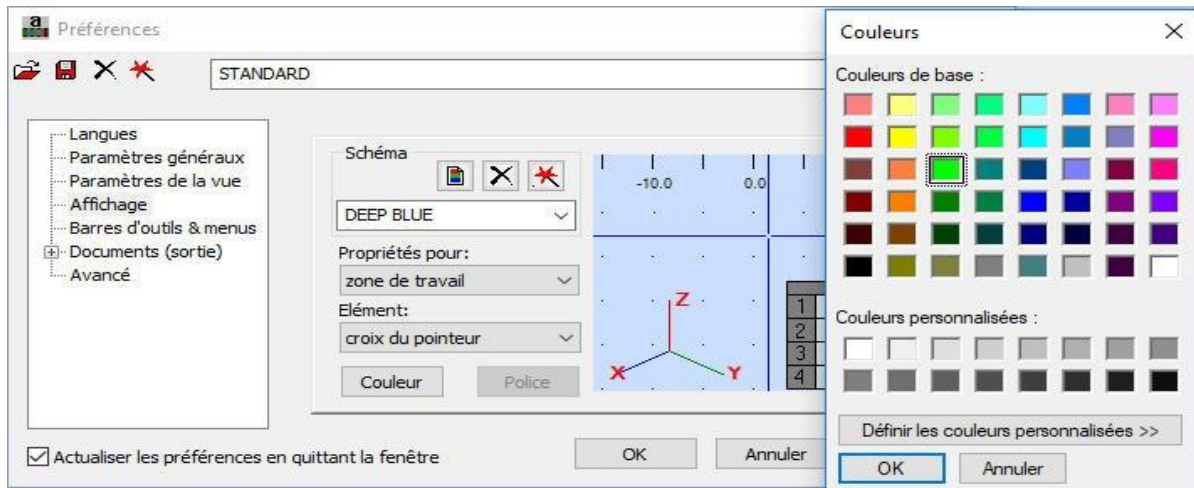 Préférences
STANDARD
Langues
Paramètres généraux
Paramètres de la vue
Affichage
Barres d'outils & menus
Documents (sortie)
Avancé
Schéma
DEEP BLUE
Propriétés pour:
zone de travail
Elément:
croix du pointeur
Couleur
Police
-10.0
0.0
Z
X
Y
1
2
3
4
Actualiser les préférences en quittant la fenêtre
OK
Annuler
Couleurs
Couleurs de base :
Couleurs personnalisées :
Définir les couleurs personnalisées >>
OK
Annuler